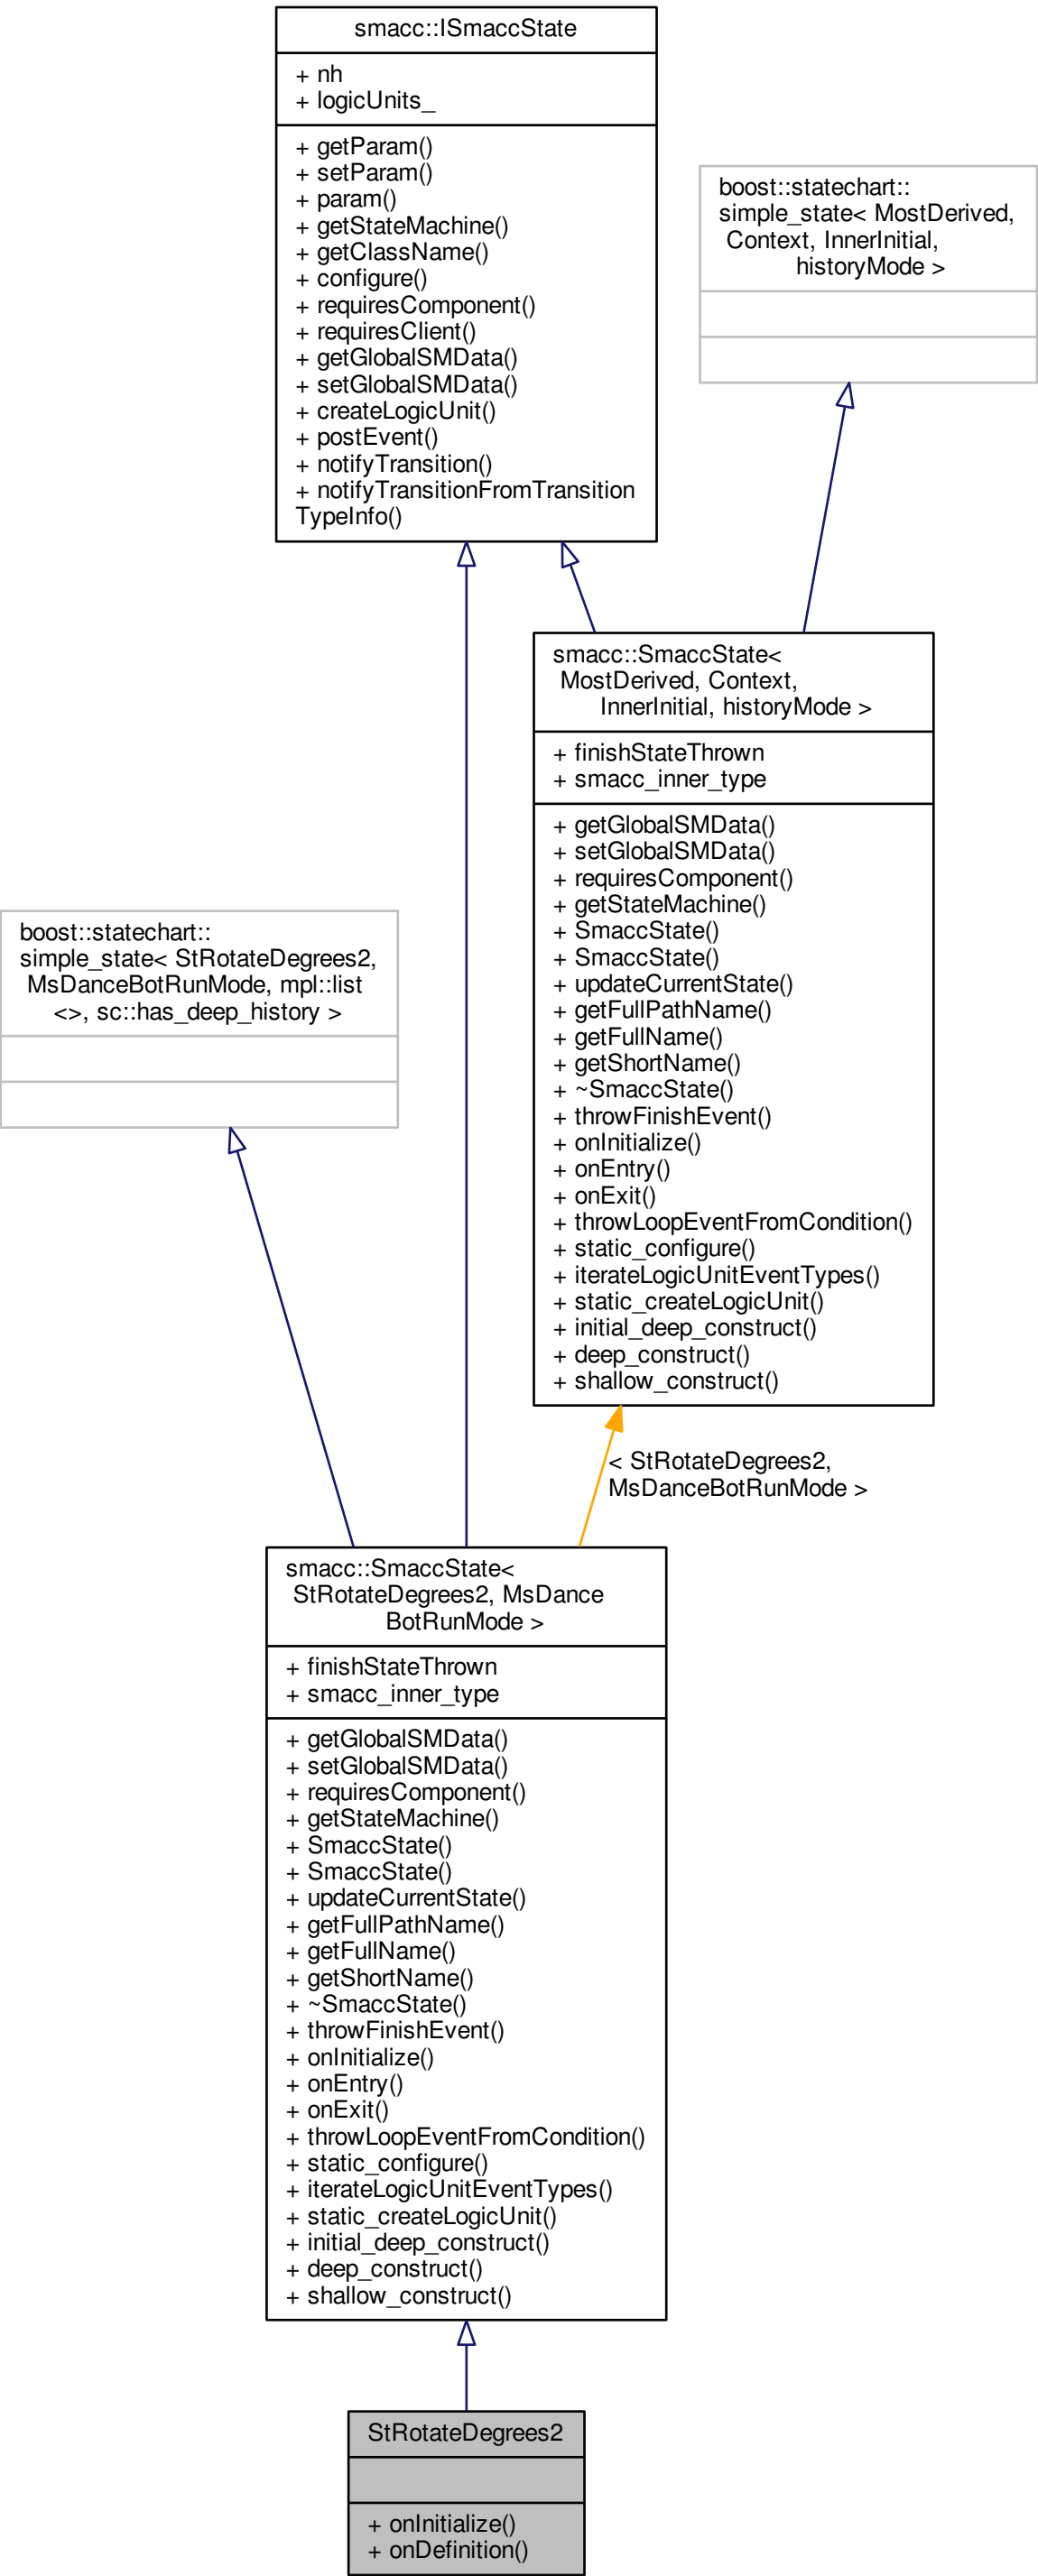 smacc::ISmaccState
+ nh
+ logicUnits_
+ getParam()
+ setParam()
+ param()
+ getStateMachine()
+ getClassName()
+ configure()
+ requiresComponent()
+ requiresClient()
+ getGlobalSMData()
+ setGlobalSMData()
+ createLogicUnit()
+ postEvent()
+ notifyTransition()
+ notifyTransitionFromTransition
TypeInfo()
boost::statechart::
simple_state< MostDerived,
Context, InnerInitial,
historyMode >
smacc::SmaccState<
MostDerived, Context,
InnerInitial, historyMode >
+ finishStateThrown
+ smacc_inner_type
+ getGlobalSMData()
+ setGlobalSMData()
+ requiresComponent()
+ getStateMachine()
+ SmaccState()
+ SmaccState()
+ updateCurrentState()
+ getFullPathName()
+ getFullName()
+ getShortName()
+ ~SmaccState()
+ throwFinishEvent()
+ onInitialize()
+ onEntry()
+ onExit()
+ throwLoopEventFromCondition()
+ static_configure()
+ iterateLogicUnitEventTypes()
+ static_createLogicUnit()
+ initial_deep_construct()
+ deep_construct()
+ shallow_construct()
boost::statechart::
simple_state< StRotateDegrees2,
MsDanceBotRunMode, mpl::list
<>, sc::has_deep_history >
< StRotateDegrees2,
MsDanceBotRunMode >
smacc::SmaccState<
StRotateDegrees2, MsDance
BotRunMode >
+ finishStateThrown
+ smacc_inner_type
+ getGlobalSMData()
+ setGlobalSMData()
+ requiresComponent()
+ getStateMachine()
+ SmaccState()
+ SmaccState()
+ updateCurrentState()
+ getFullPathName()
+ getFullName()
+ getShortName()
+ ~SmaccState()
+ throwFinishEvent()
+ onInitialize()
+ onEntry()
+ onExit()
+ throwLoopEventFromCondition()
+ static_configure()
+ iterateLogicUnitEventTypes()
+ static_createLogicUnit()
+ initial_deep_construct()
+ deep_construct()
+ shallow_construct()
StRotateDegrees2
+ onInitialize()
+ onDefinition()